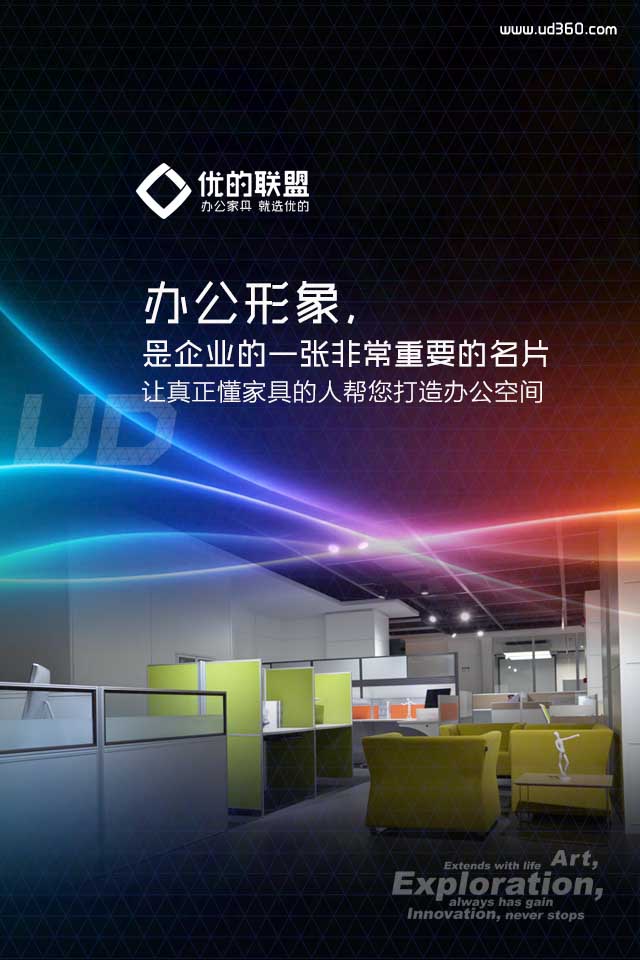 www.ud360.com
优的联盟
办公家具 就选优的
办公形象,
是企业的一张非常重要的名片
让真正懂家具的人帮您打造办公空间
UD
Extends with life Art,
Exploration,
always has gain
Innovation, never stops